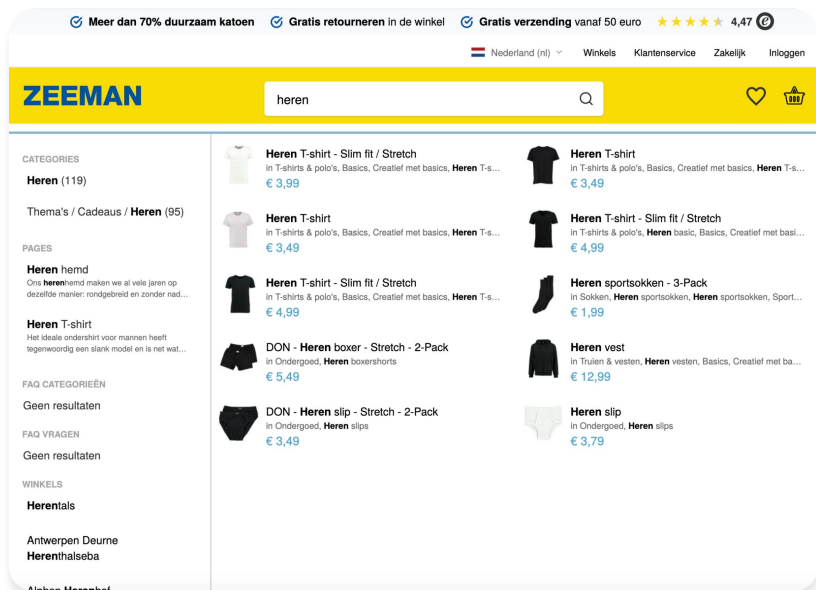 Meer dan 70% duurzaam katoen Gratis retourneren in de winkel Gratis verzending vanaf 50 euro 4,47
Nederland (nl) Winkels Klantenservice Zakelijk Inloggen
ZEEMAN
heren
CATEGORIES
Heren (119)
Thema's / Cadeaus / Heren (95)
PAGES
Heren hemd
Ons herenhemd maken we al vele jaren op
dezelfde manier: rondgebreid en zonder nad...
Heren T-shirt
Het ideale ondershirt voor mannen heeft
tegenwoordig een slank model en is net wat...
FAQ CATEGORIEËN
Geen resultaten
FAQ VRAGEN
Geen resultaten
WINKELS
Herentals
Antwerpen Deurne
Herenthalseba
Alphen Herenhof
Heren T-shirt - Slim fit / Stretch
in T-shirts & polo's, Basics, Creatief met basics, Heren T-s...
€ 3,99
Heren T-shirt
in T-shirts & polo's, Basics, Creatief met basics, Heren T-s...
€ 3,49
Heren T-shirt
in T-shirts & polo's, Basics, Creatief met basics, Heren T-s...
€ 3,49
Heren T-shirt - Slim fit / Stretch
in T-shirts & polo's, Heren basic, Basics, Creatief met basi...
€ 4,99
Heren T-shirt - Slim fit / Stretch
in T-shirts & polo's, Basics, Creatief met basics, Heren T-s...
€ 4,99
Heren sportsokken - 3-Pack
in Sokken, Heren sportsokken, Heren sportsokken, Sport...
€ 1,99
DON - Heren boxer - Stretch - 2-Pack
in Ondergoed, Heren boxershorts
€ 5,49
Heren vest
in Truien & vesten, Heren vesten, Basics, Creatief met ba...
€ 12,99
DON - Heren slip - Stretch - 2-Pack
in Ondergoed, Heren slips
€ 3,49
Heren slip
in Ondergoed, Heren slips
€ 3,79